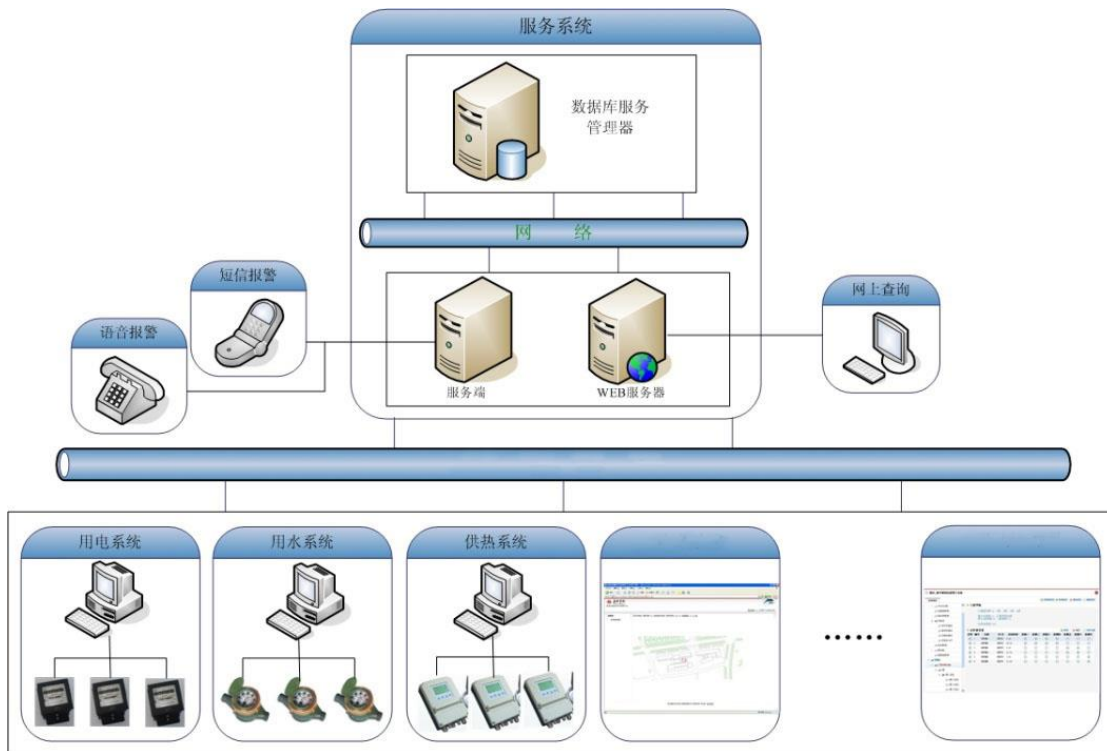 服务系统
数据库服务
管理器
网 络
短信报警
语音报警
网上查询
服务端
WEB服务器
用电系统
用水系统
供热系统
……